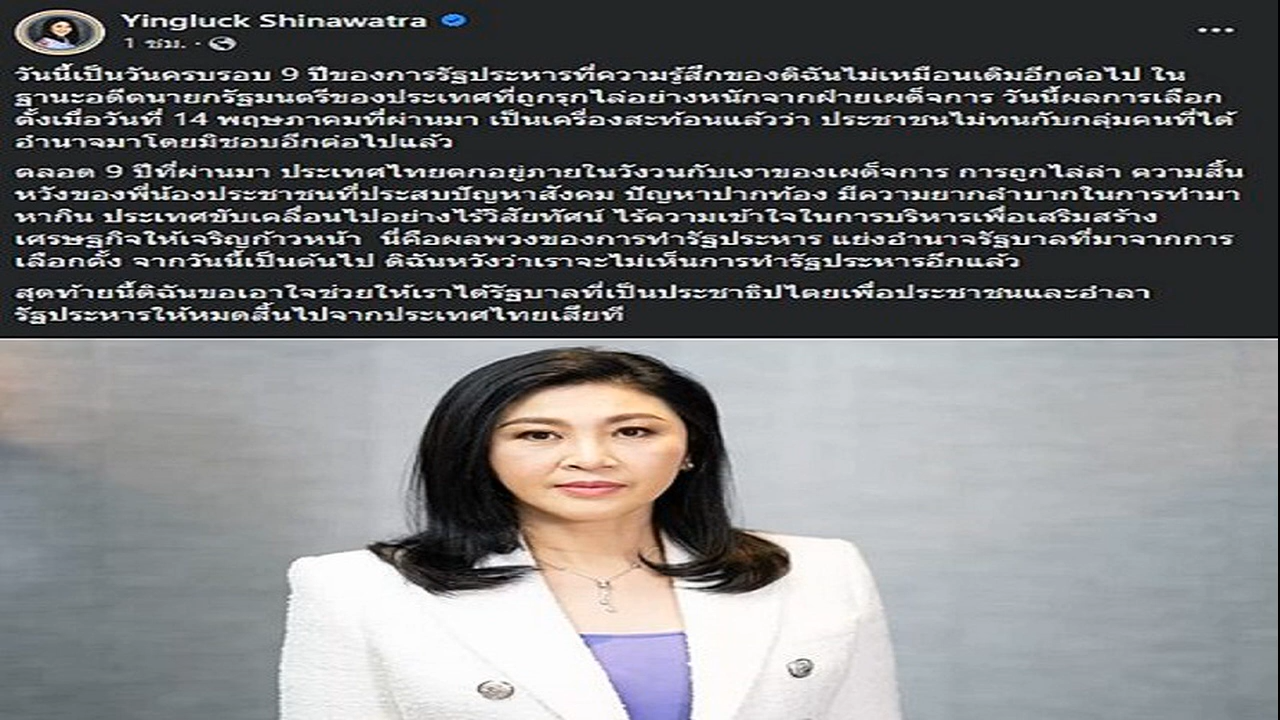 Yingluck Shinawatra
1 ชม. ·
วันนี้เป็นวันครบรอบ 9 ปีของการรัฐประหารที่ความรู้สึกของดิฉันไม่เหมือนเดิมอีกต่อไป ใน
ฐานะอดีตนายกรัฐมนตรีของประเทศที่ถูกรุกไล่อย่างหนักจากฝ่ายเผด็จการ วันนี้ผลการเลือก
ตั้งเมื่อวันที่ 14 พฤษภาคมที่ผ่านมา เป็นเครื่องสะท้อนแล้วว่า ประชาชนไม่ทนกับกลุ่มคนที่ได้
อำนาจมาโดยมิชอบอีกต่อไปแล้ว
ตลอด 9 ปีที่ผ่านมา ประเทศไทยตกอยู่ภายในวังวนกับเงาของเผด็จการ การถูกไล่ล่า ความสิ้น
หวังของพี่น้องประชาชนที่ประสบปัญหาสังคม ปัญหาปากท้อง มีความยากลำบากในการทำมา
หากิน ประเทศขับเคลื่อนไปอย่างไร้วิสัยทัศน์ ไร้ความเข้าใจในการบริหารเพื่อเสริมสร้าง
เศรษฐกิจให้เจริญก้าวหน้า นี่คือผลพวงของการทำรัฐประหาร แย่งอำนาจรัฐบาลที่มาจากการ
เลือกตั้ง จากวันนี้เป็นต้นไป ดิฉันหวังว่าเราจะไม่เห็นการทำรัฐประหารอีกแล้ว
สุดท้ายนี้ดิฉันขอเอาใจช่วยให้เราได้รัฐบาลที่เป็นประชาธิปไตยเพื่อประชาชนและอำลา
รัฐประหารให้หมดสิ้นไปจากประเทศไทยเสียที